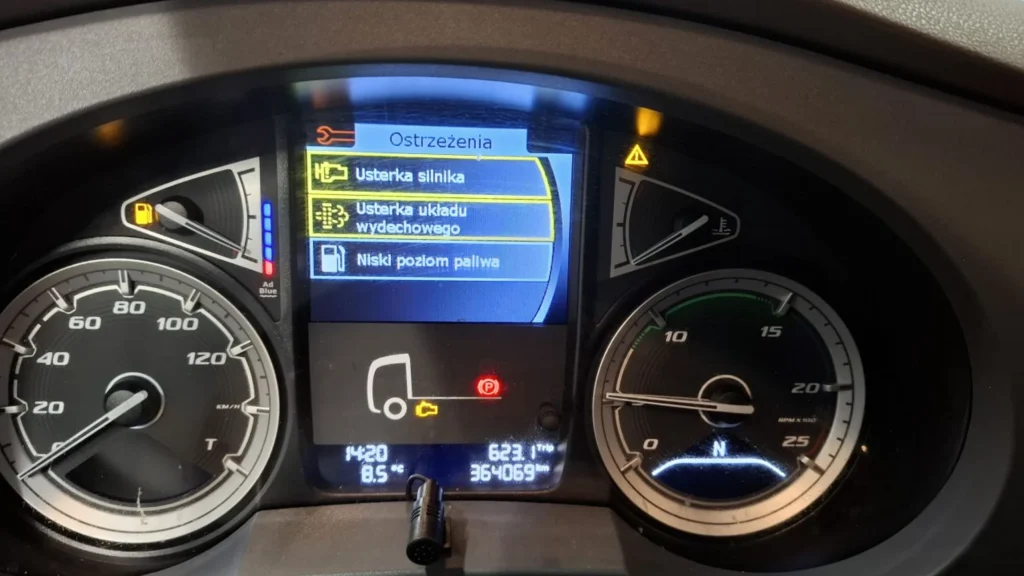 Ostrzeżenia
Usterka silnika
Usterka układu
wydechowego
Niski poziom paliwa
Ad
Blue
0
20
40
60
80
100
120
KM/H
T
P
14:20
8.5 °C
623.1 Trip
364069 km
0
10
15
20
25
RPM X 100
N